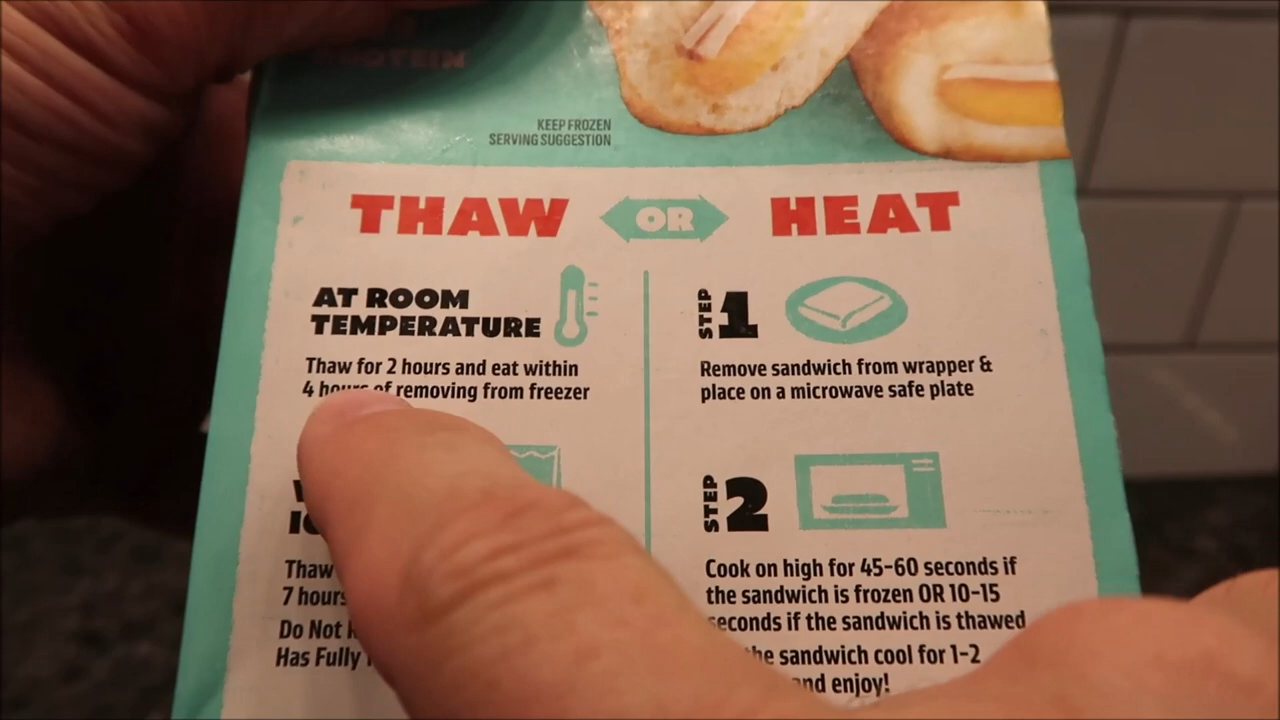 KEEP FROZEN
SERVING SUGGESTION
THAW OR HEAT
AT ROOM
TEMPERATURE
Thaw for 2 hours and eat within
4 hours of removing from freezer
Thaw
7 hours
Do Not
Has Fully
STEP 1
Remove sandwich from wrapper &
place on a microwave safe plate
STEP 2
Cook on high for 45-60 seconds if
the sandwich is frozen OR 10-15
seconds if the sandwich is thawed
the sandwich cool for 1-2
and enjoy!